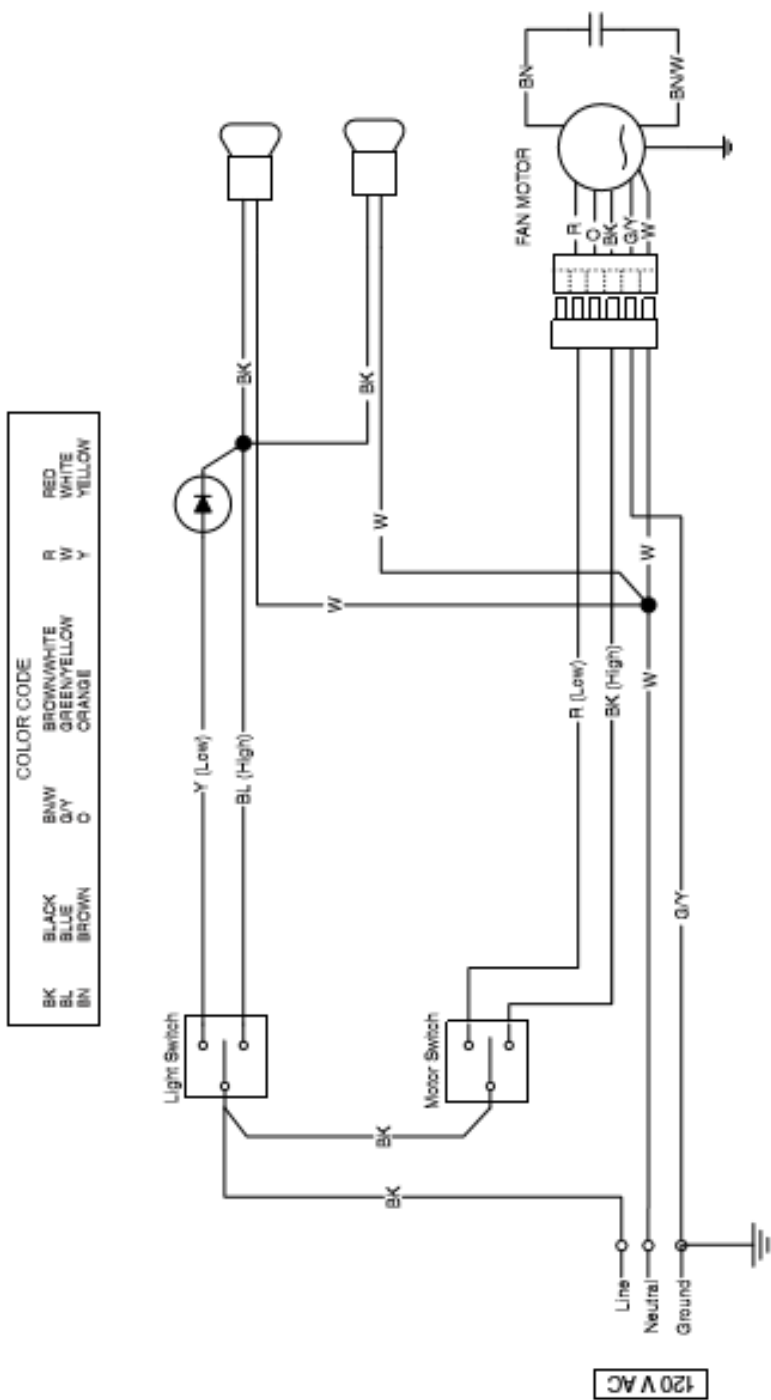 COLOR CODE
BK BLACK BN/W BROWN/WHITE R RED
BL BLUE G/Y GREEN/YELLOW W WHITE
BN BROWN O ORANGE Y YELLOW
Light Switch
Y (Low)
BL (High)
BK
BK
W
W
BK
BK
Motor Switch
R (Low)
BK (High)
W
W
G/Y
FAN MOTOR
R
O
BK
G/Y
W
BN
BN/W
Line
Neutral
Ground
120 V AC